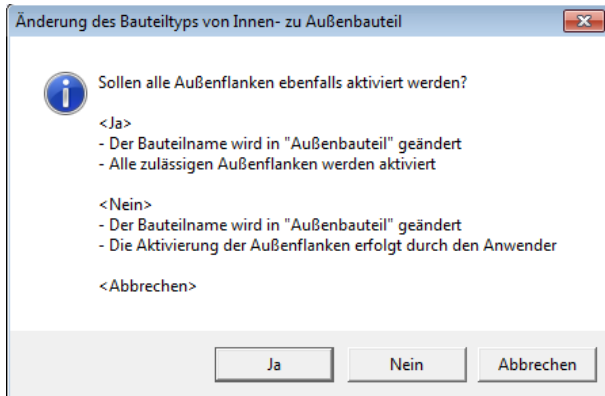 Änderung des Bauteiltyps von Innen- zu Außenbauteil
Sollen alle Außenflanken ebenfalls aktiviert werden?
<Ja>
- Der Bauteilname wird in "Außenbauteil" geändert
- Alle zulässigen Außenflanken werden aktiviert
<Nein>
- Der Bauteilname wird in "Außenbauteil" geändert
- Die Aktivierung der Außenflanken erfolgt durch den Anwender
<Abbrechen>
Ja Nein Abbrechen